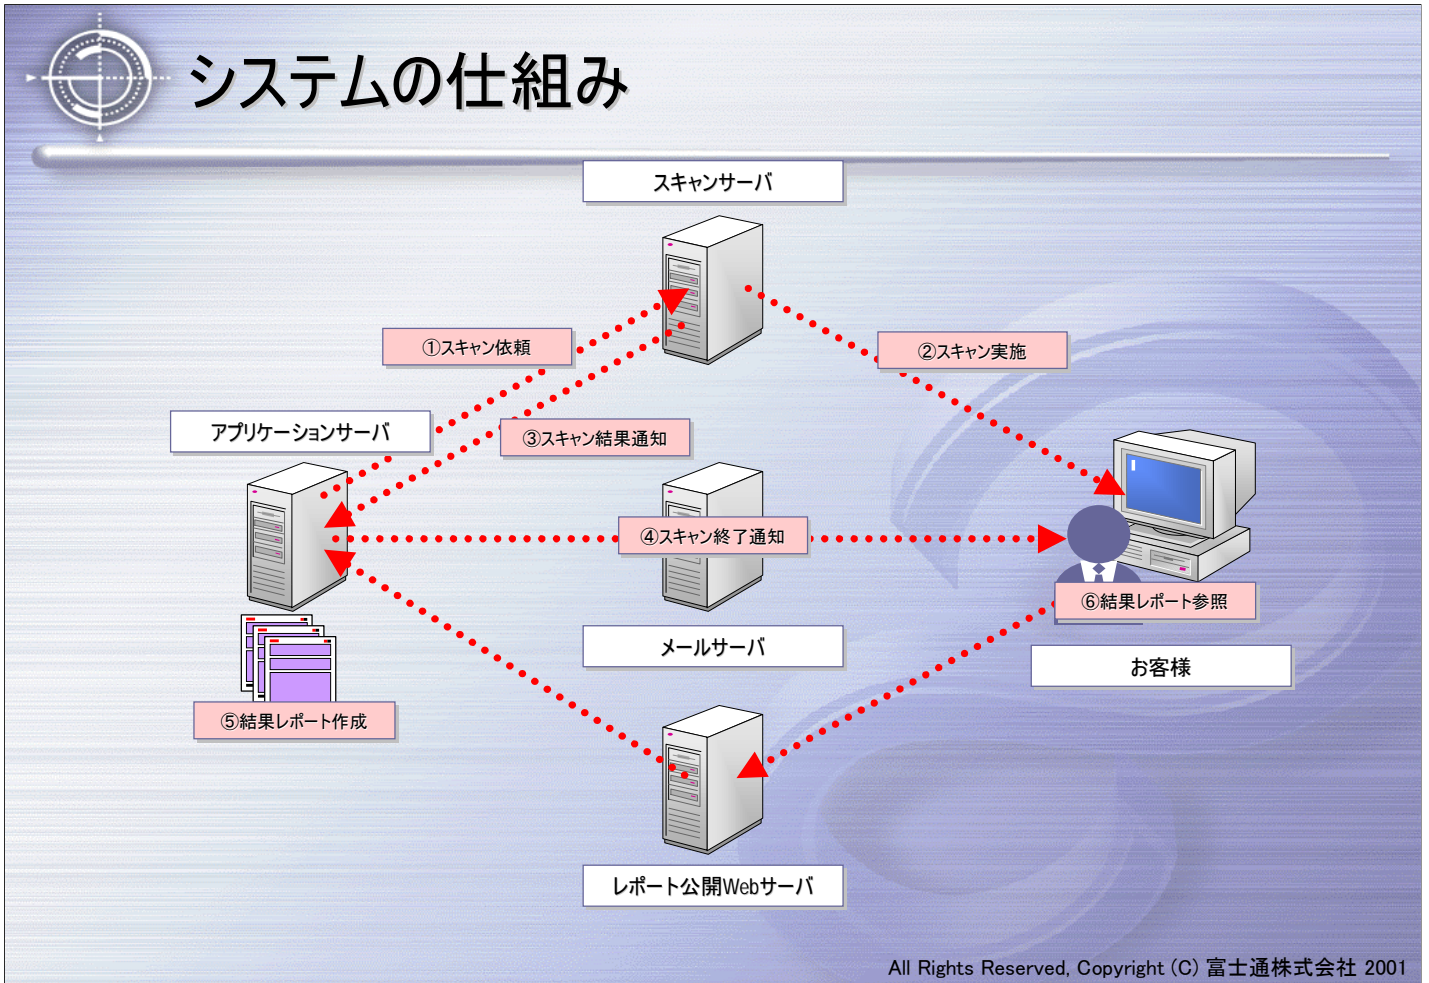 システムの仕組み
スキャンサーバ
①スキャン依頼
②スキャン実施
アプリケーションサーバ
③スキャン結果通知
④スキャン終了通知
⑥結果レポート参照
メールサーバ
お客様
⑤結果レポート作成
レポート公開Webサーバ
All Rights Reserved, Copyright (C) 富士通株式会社 2001